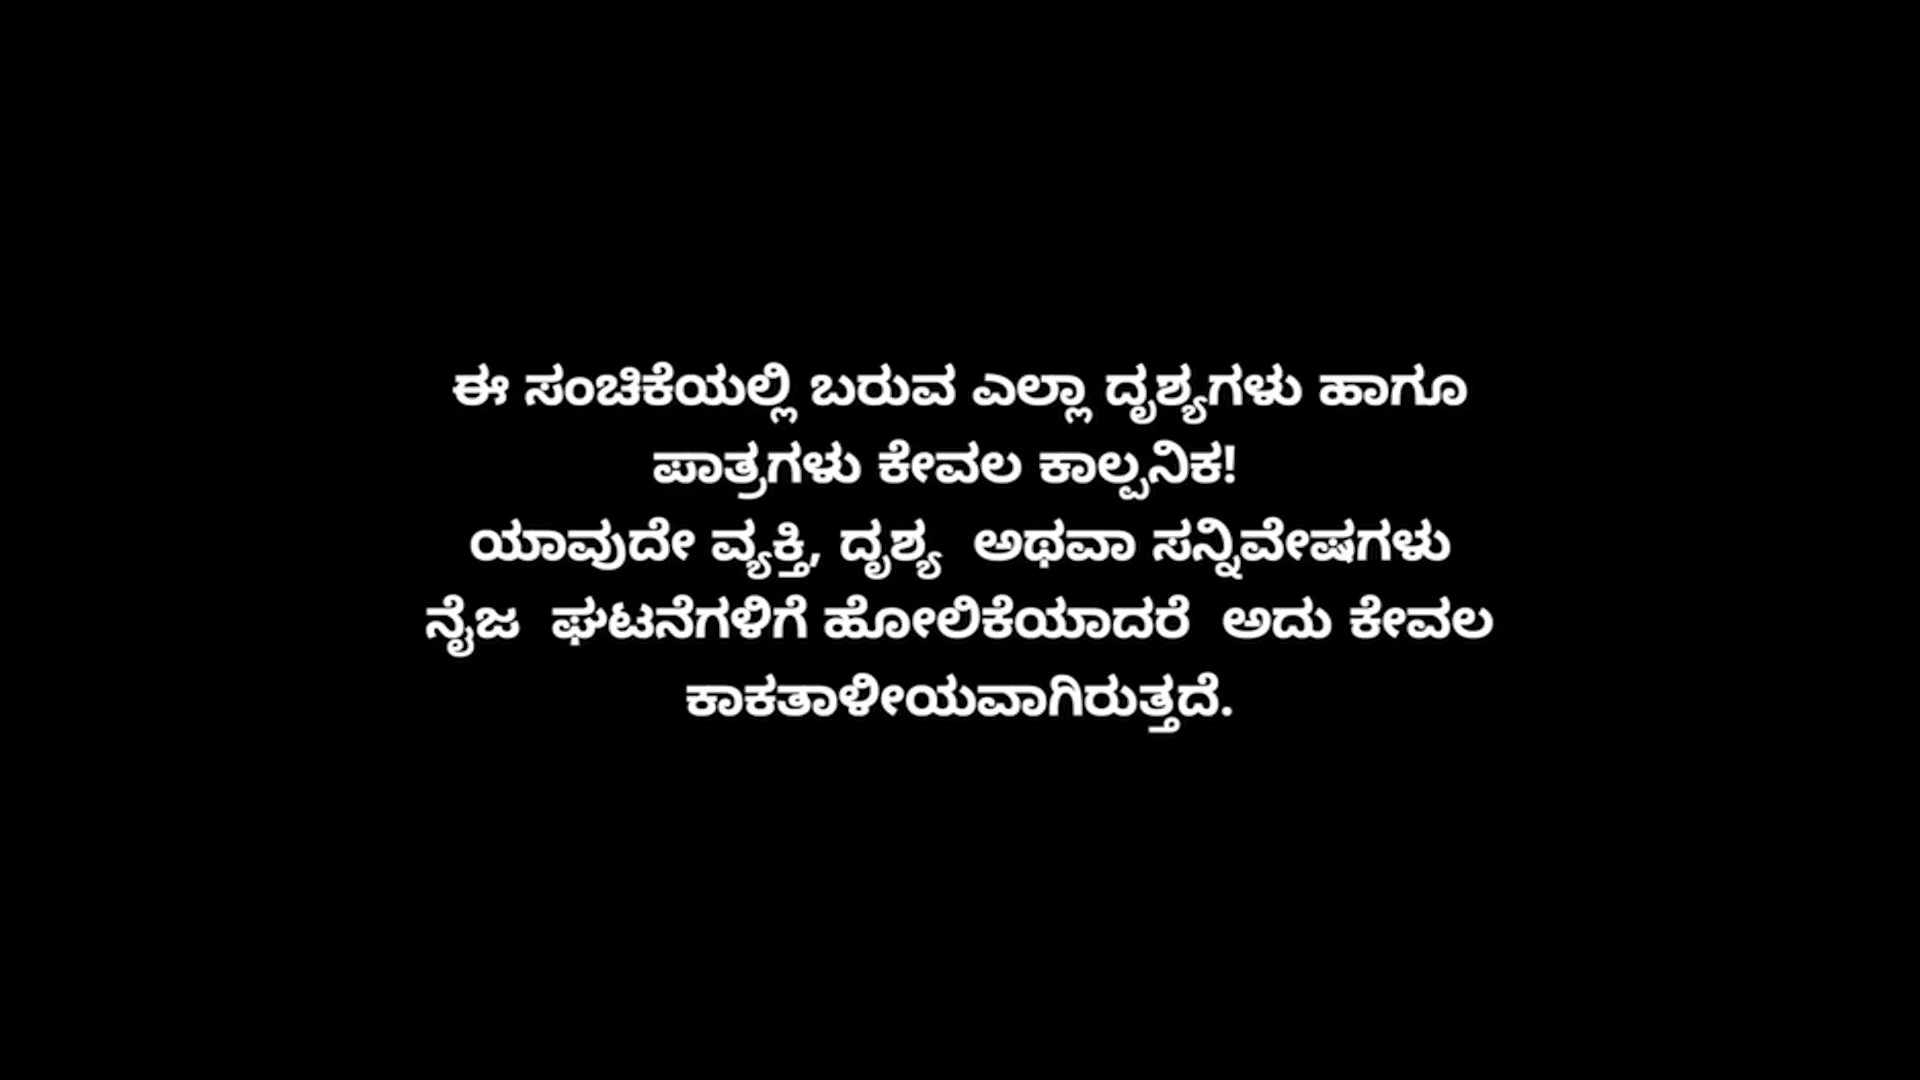 ಈ ಸಂಚಿಕೆಯಲ್ಲಿ ಬರುವ ಎಲ್ಲಾ ದೃಶ್ಯಗಳು ಹಾಗೂ
ಪಾತ್ರಗಳು ಕೇವಲ ಕಾಲ್ಪನಿಕ!
ಯಾವುದೇ ವ್ಯಕ್ತಿ, ದೃಶ್ಯ ಅಥವಾ ಸನ್ನಿವೇಷಗಳು
ನೈಜ ಘಟನೆಗಳಿಗೆ ಹೋಲಿಕೆಯಾದರೆ ಅದು ಕೇವಲ
ಕಾಕತಾಳೀಯವಾಗಿರುತ್ತದೆ.